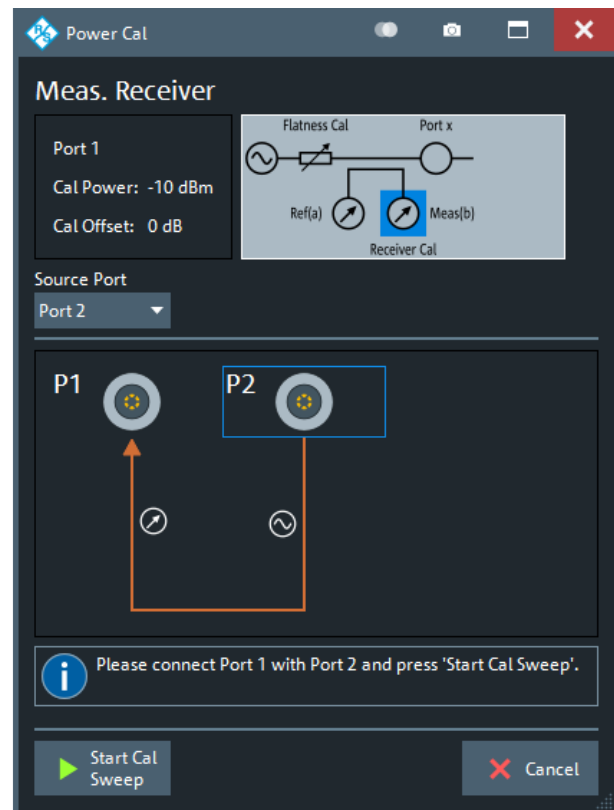 Power Cal
Meas. Receiver
Port 1
Cal Power: -10 dBm
Cal Offset: 0 dB
Flatness Cal
Port x
Ref(a)
Meas(b)
Receiver Cal
Source Port
Port 2
P1
P2
Please connect Port 1 with Port 2 and press 'Start Cal Sweep'.
Start Cal
Sweep
Cancel